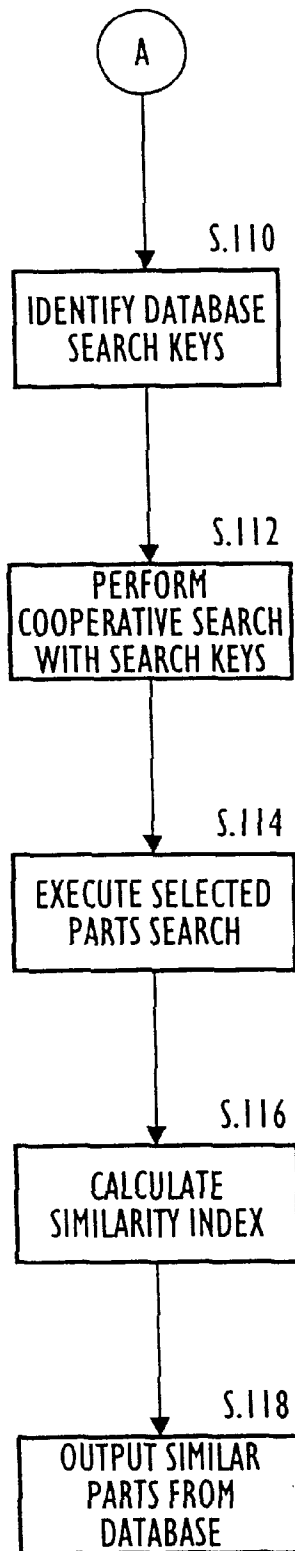 A
S.110
IDENTIFY DATABASE
SEARCH KEYS
S.112
PERFORM
COOPERATIVE SEARCH
WITH SEARCH KEYS
S.114
EXECUTE SELECTED
PARTS SEARCH
S.116
CALCULATE
SIMILARITY INDEX
S.118
OUTPUT SIMILAR
PARTS FROM
DATABASE